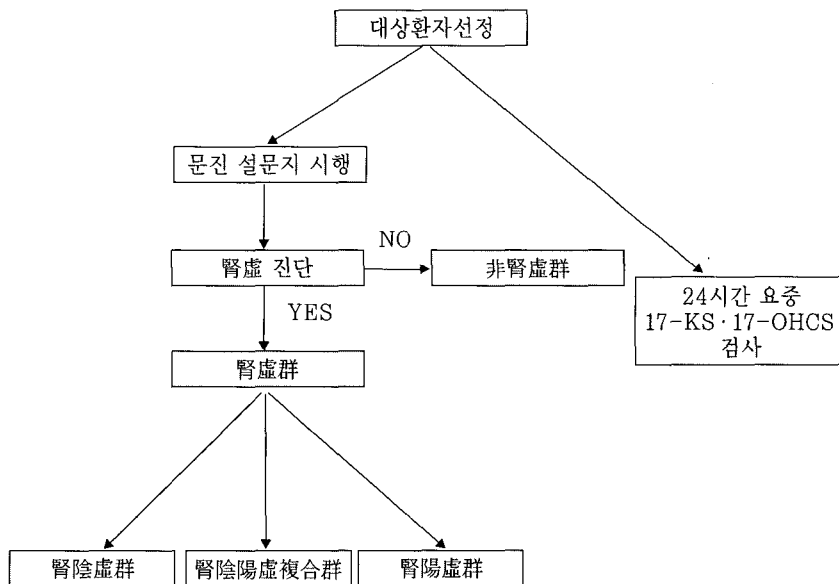 대상환자선정
문진 설문지 시행
腎虛 진단
NO
非腎虛群
YES
24시간 요중
17-KS·17-OHCS
검사
腎虛群
腎陰虛群
腎陰陽虛複合群
腎陽虛群